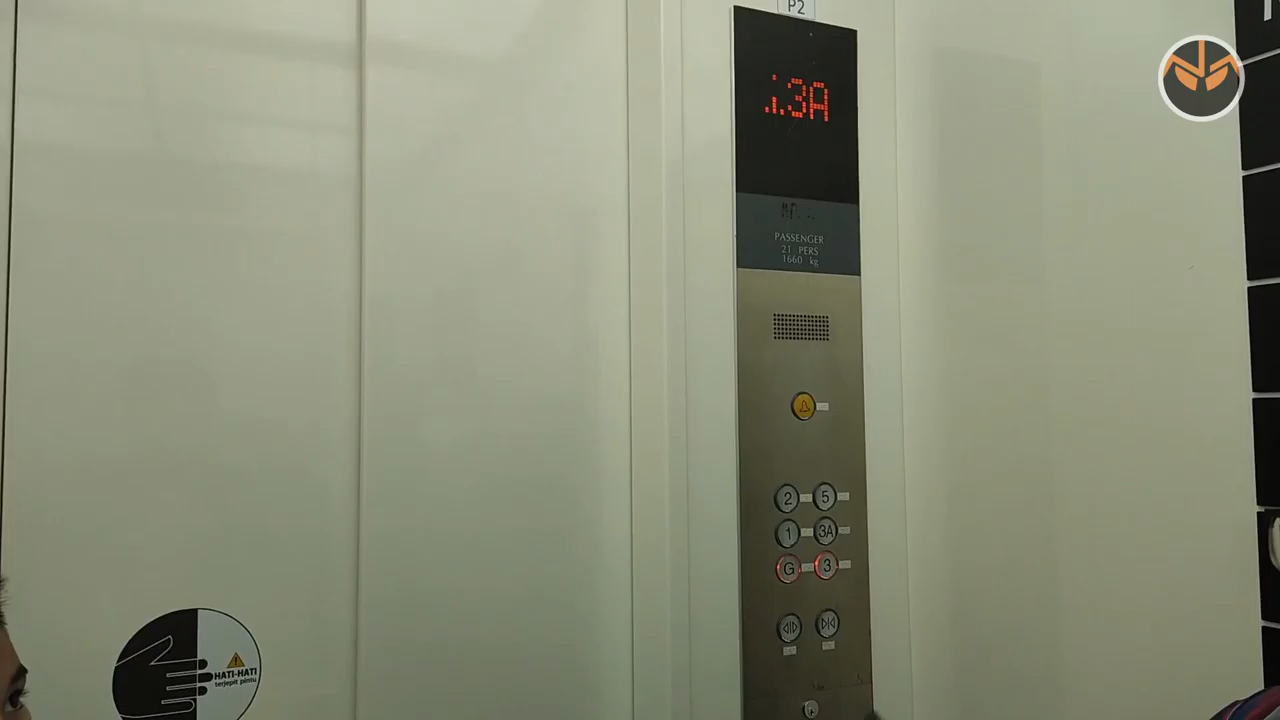 P2
3A
PASSENGER
21 PERS
1660 kg
2 5
1 3A
G 3
HATI-HATI
terjepit pintu